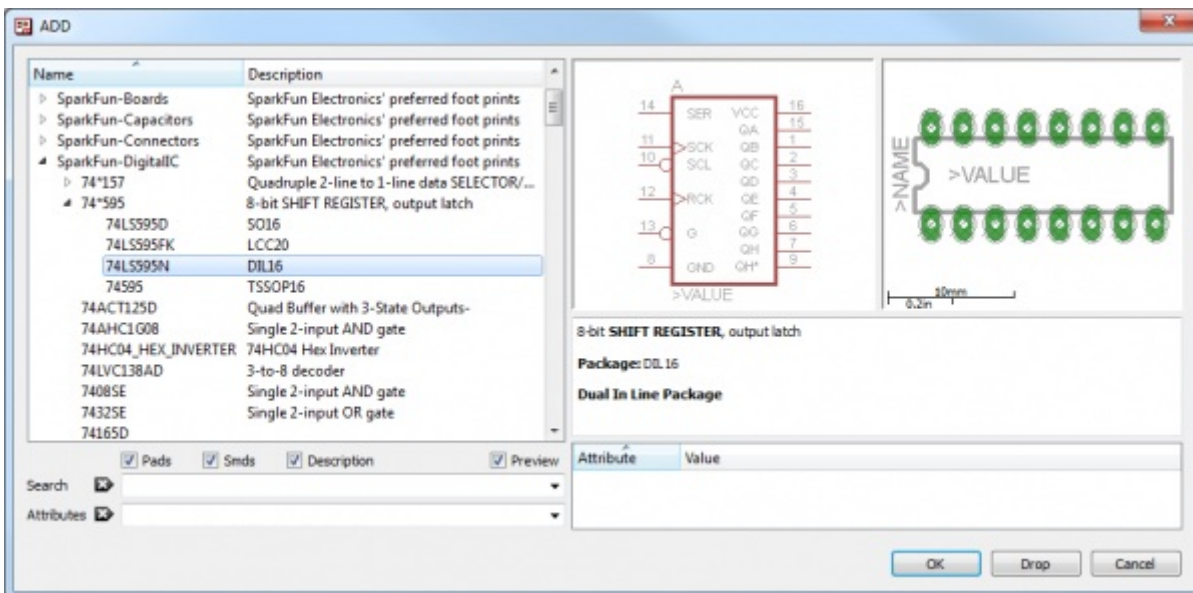 ADD
Name Description
SparkFun-Boards SparkFun Electronics' preferred foot prints
SparkFun-Capacitors SparkFun Electronics' preferred foot prints
SparkFun-Connectors SparkFun Electronics' preferred foot prints
SparkFun-DigitalIC SparkFun Electronics' preferred foot prints
74*157 Quadruple 2-line to 1-line data SELECTOR/...
74*595 8-bit SHIFT REGISTER, output latch
74LS595D SO16
74LS595FK LCC20
74LS595N DIL16
74595 TSSOP16
74ACT125D Quad Buffer with 3-State Outputs-
74AHC1G08 Single 2-input AND gate
74HC04_HEX_INVERTER 74HC04 Hex Inverter
74LVC138AD 3-to-8 decoder
7408SE Single 2-input AND gate
7432SE Single 2-input OR gate
74165D
Pads Smds Description Preview
Search
Attributes
A
14 SER VCC 16
QA 15
11 SCK QB 1
10 SCL QC 2
QD 3
12 RCK QE 4
QF 5
13 G QG 6
QH 7
8 GND QH* 9
>VALUE
>NAME
>VALUE
10mm
0.2in
8-bit SHIFT REGISTER, output latch
Package: DIL16
Dual In Line Package
Attribute Value
OK Drop Cancel